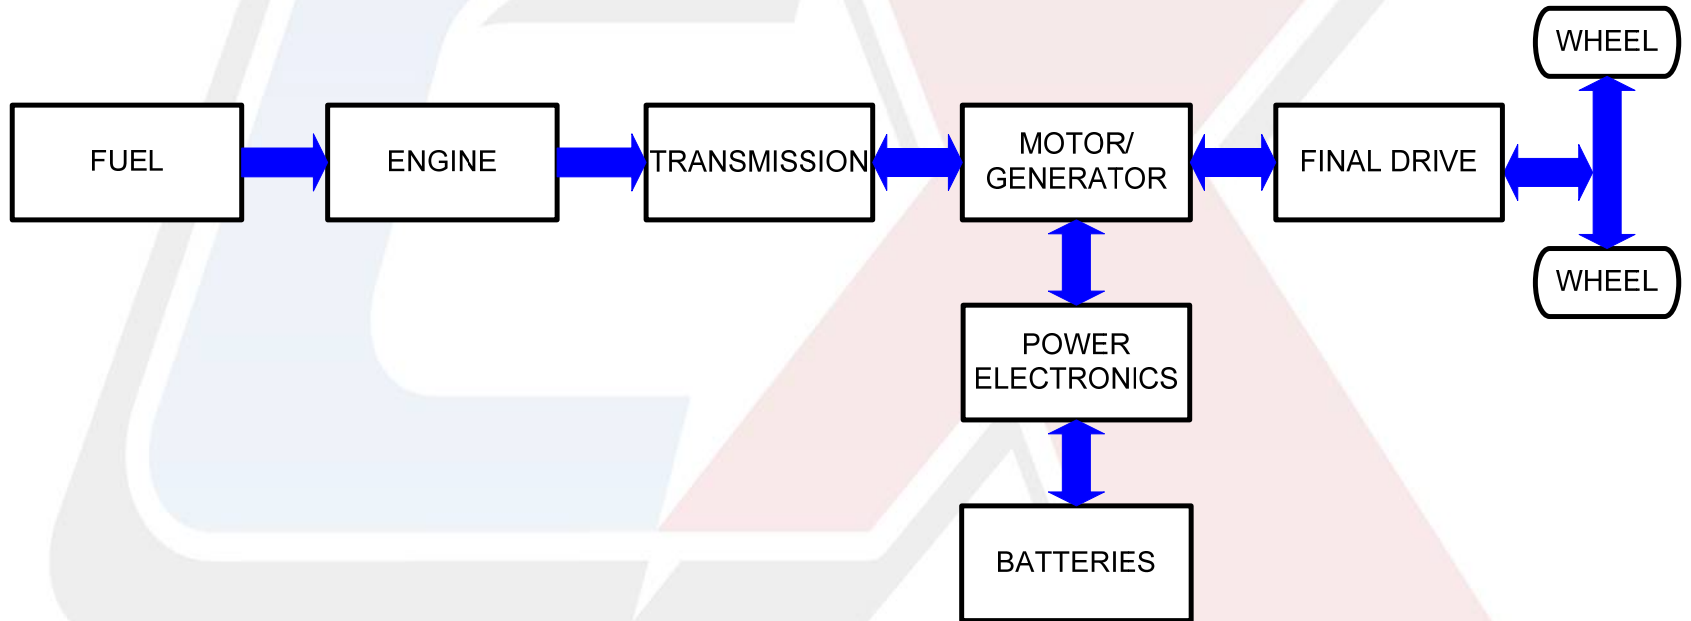 WHEEL
FUEL
ENGINE
TRANSMISSION
MOTOR/
GENERATOR
FINAL DRIVE
WHEEL
POWER
ELECTRONICS
BATTERIES